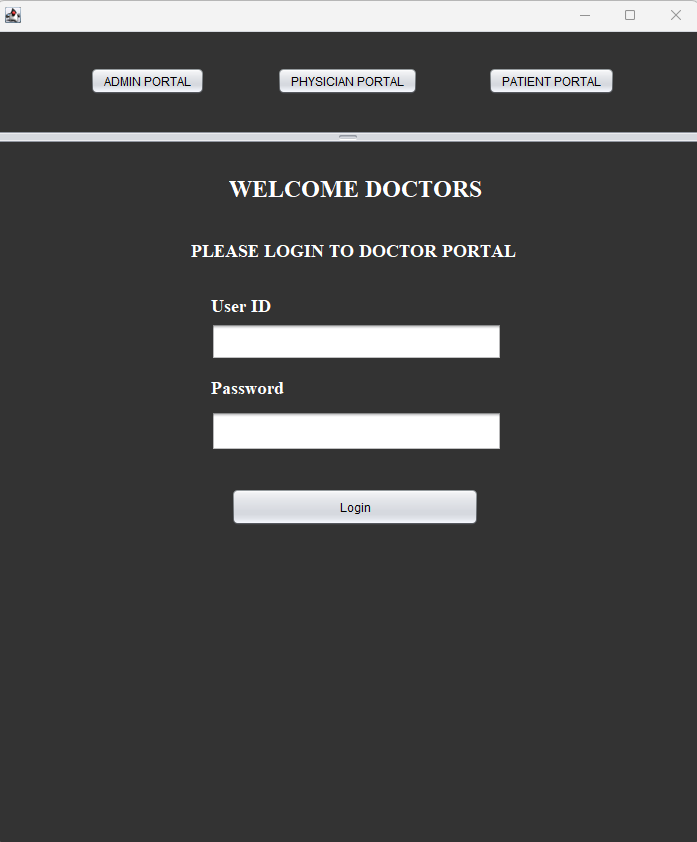 ADMIN PORTAL PHYSICIAN PORTAL PATIENT PORTAL
WELCOME DOCTORS
PLEASE LOGIN TO DOCTOR PORTAL
User ID
Password
Login